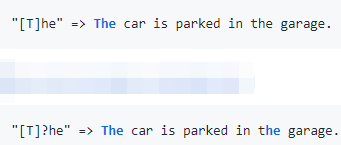 "[T]he" => The car is parked in the garage.
"[T]?he" => The car is parked in the garage.